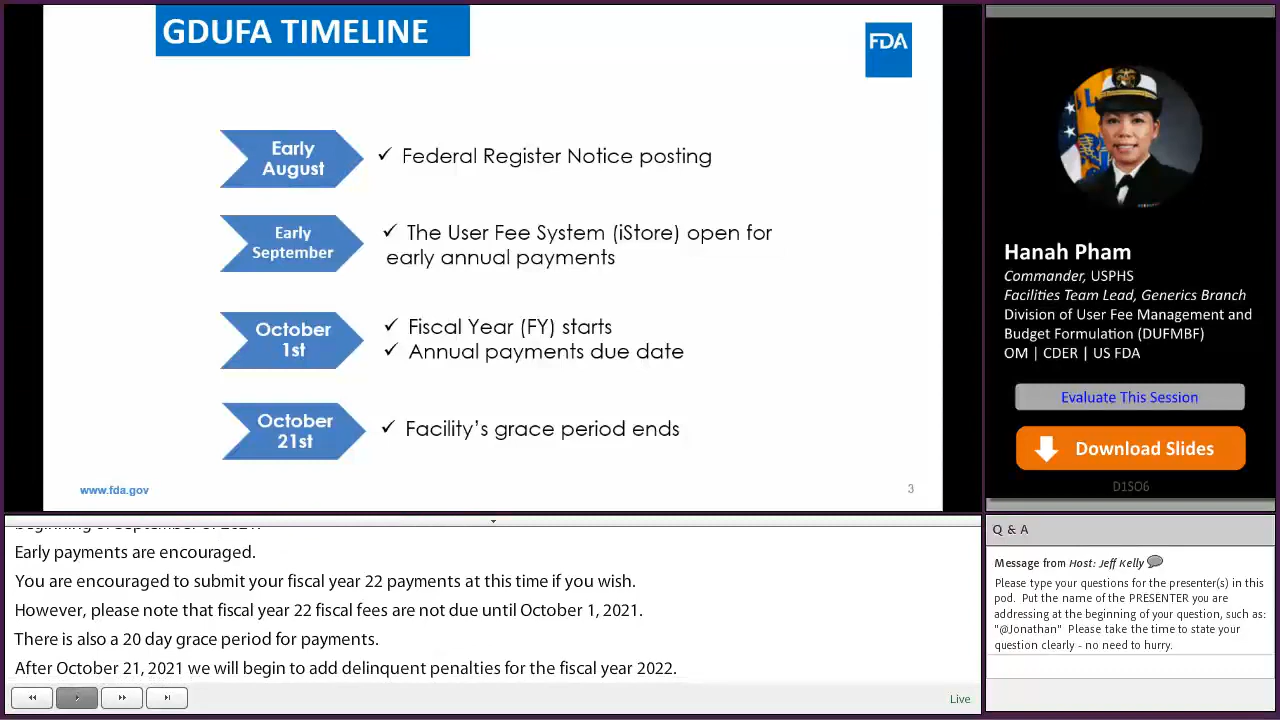 GDUFA TIMELINE
FDA
Early
August
✓ Federal Register Notice posting
Early
September
✓ The User Fee System (iStore) open for
early annual payments
October
1st
✓ Fiscal Year (FY) starts
✓ Annual payments due date
October
21st
✓ Facility's grace period ends
www.fda.gov
3
Hanah Pham
Commander, USPHS
Facilities Team Lead, Generics Branch
Division of User Fee Management and
Budget Formulation (DUFMBF)
OM | CDER | US FDA
Evaluate This Session
Download Slides
D1S06
beginning of September of 2021.
Early payments are encouraged.
You are encouraged to submit your fiscal year 22 payments at this time if you wish.
However, please note that fiscal year 22 fiscal fees are not due until October 1, 2021.
There is also a 20 day grace period for payments.
After October 21, 2021 we will begin to add delinquent penalties for the fiscal year 2022.
Live
Q & A
Message from Host: Jeff Kelly
Please type your questions for the presenter(s) in this
pod. Put the name of the PRESENTER you are
addressing at the beginning of your question, such as:
"@Jonathan" Please take the time to state your
question clearly - no need to hurry.